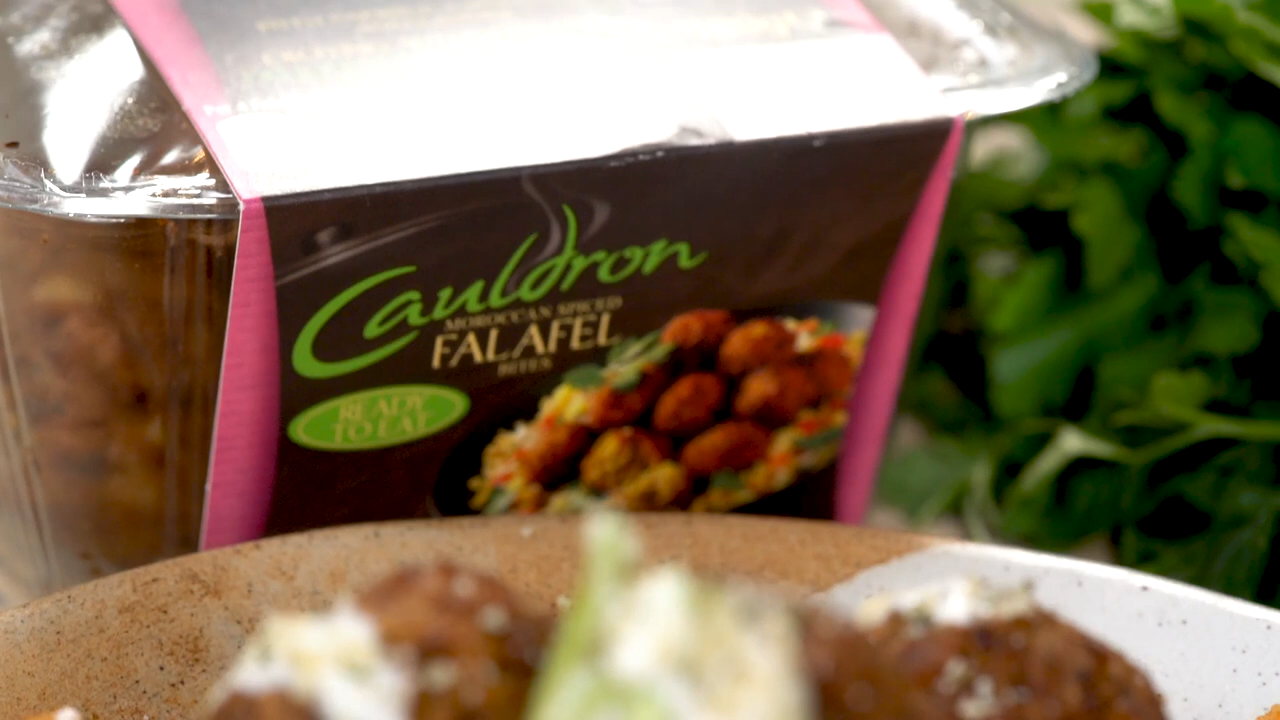 Cauldron
MOROCCAN SPICED
FALAFEL
BITES
READY
TO EAT